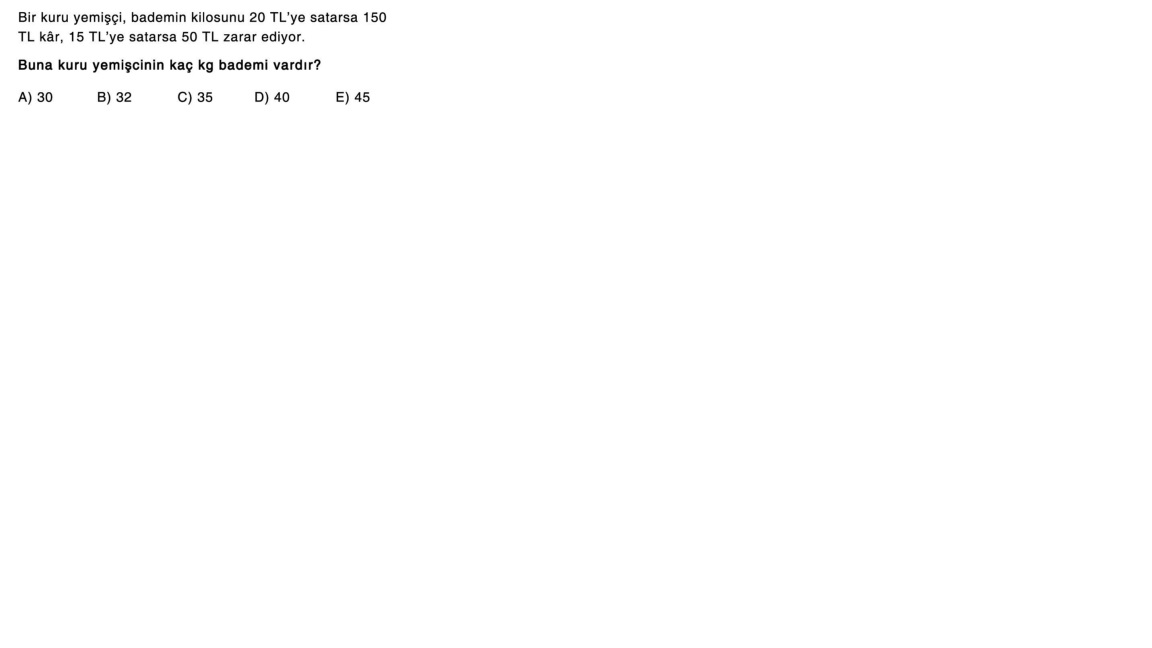 Bir kuru yemişçi, bademin kilosunu 20 TL'ye satarsa 150
TL kâr, 15 TL'ye satarsa 50 TL zarar ediyor.
Buna kuru yemişcinin kaç kg bademi vardır?
A) 30 B) 32 C) 35 D) 40 E) 45